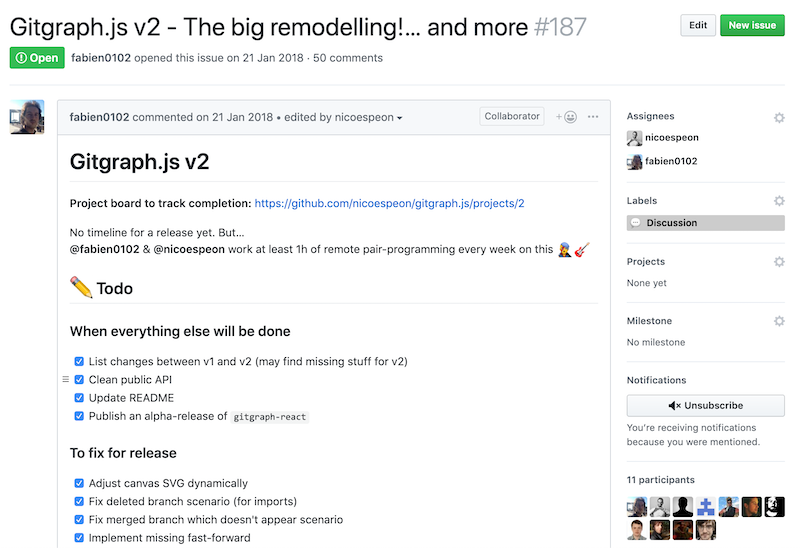 Gitgraph.js v2 - The big remodelling!... and more #187
Edit
New issue
Open
fabien0102 opened this issue on 21 Jan 2018 · 50 comments
fabien0102 commented on 21 Jan 2018 • edited by nicoespeon
Collaborator
Gitgraph.js v2
Project board to track completion: https://github.com/nicoespeon/gitgraph.js/projects/2
No timeline for a release yet. But...
@fabien0102 & @nicoespeon work at least 1h of remote pair-programming every week on this
Todo
When everything else will be done
List changes between v1 and v2 (may find missing stuff for v2)
Clean public API
Update README
Publish an alpha-release of gitgraph-react
To fix for release
Adjust canvas SVG dynamically
Fix deleted branch scenario (for imports)
Fix merged branch which doesn't appear scenario
Implement missing fast-forward
Assignees
nicoespeon
fabien0102
Labels
Discussion
Projects
None yet
Milestone
No milestone
Notifications
Unsubscribe
You're receiving notifications
because you were mentioned.
11 participants